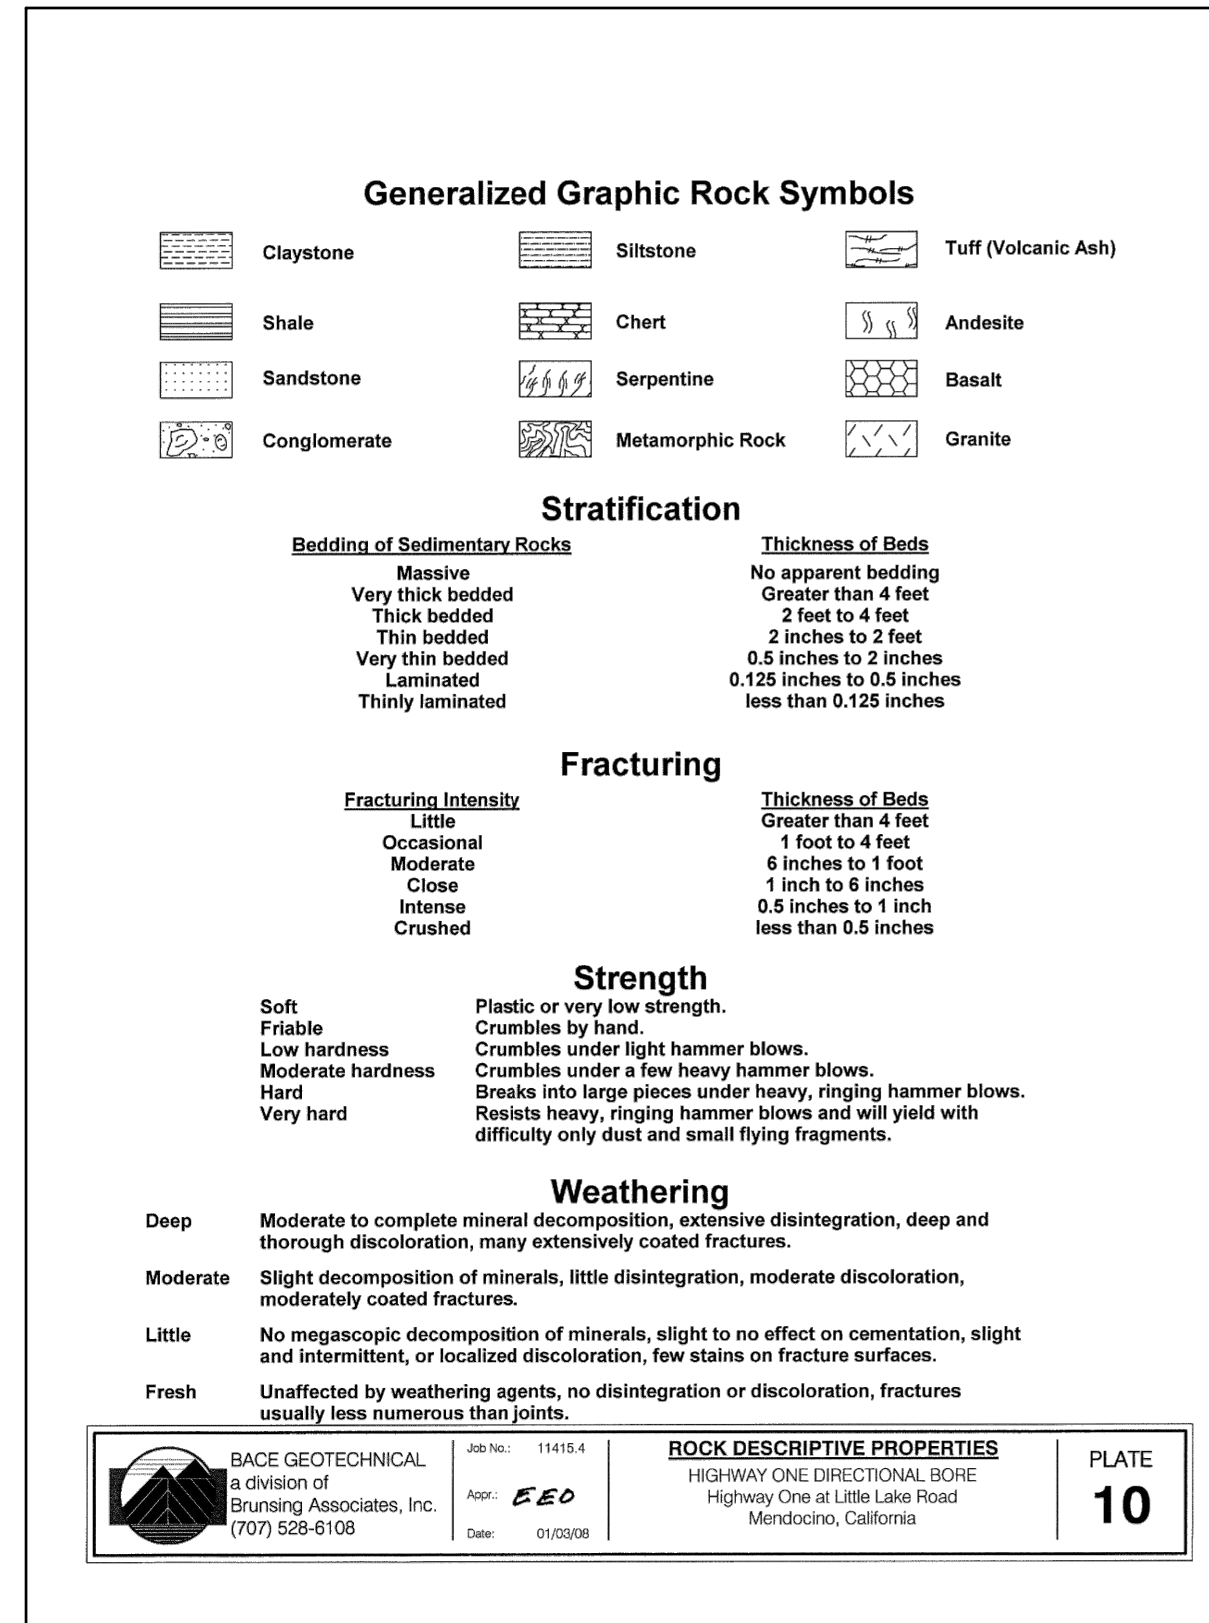 Generalized Graphic Rock Symbols
Claystone Siltstone Tuff (Volcanic Ash)
Shale Chert Andesite
Sandstone Serpentine Basalt
Conglomerate Metamorphic Rock Granite
Stratification
Bedding of Sedimentary Rocks Thickness of Beds
Massive No apparent bedding
Very thick bedded Greater than 4 feet
Thick bedded 2 feet to 4 feet
Thin bedded 2 inches to 2 feet
Very thin bedded 0.5 inches to 2 inches
Laminated 0.125 inches to 0.5 inches
Thinly laminated less than 0.125 inches
Fracturing
Fracturing Intensity Thickness of Beds
Little Greater than 4 feet
Occasional 1 foot to 4 feet
Moderate 6 inches to 1 foot
Close 1 inch to 6 inches
Intense 0.5 inches to 1 inch
Crushed less than 0.5 inches
Strength
Soft Plastic or very low strength.
Friable Crumbles by hand.
Low hardness Crumbles under light hammer blows.
Moderate hardness Crumbles under a few heavy hammer blows.
Hard Breaks into large pieces under heavy, ringing hammer blows.
Very hard Resists heavy, ringing hammer blows and will yield with
difficulty only dust and small flying fragments.
Weathering
Deep Moderate to complete mineral decomposition, extensive disintegration, deep and
thorough discoloration, many extensively coated fractures.
Moderate Slight decomposition of minerals, little disintegration, moderate discoloration,
moderately coated fractures.
Little No megascopic decomposition of minerals, slight to no effect on cementation, slight
and intermittent, or localized discoloration, few stains on fracture surfaces.
Fresh Unaffected by weathering agents, no disintegration or discoloration, fractures
usually less numerous than joints.
BACE GEOTECHNICAL
a division of
Brunsing Associates, Inc.
(707) 528-6108
Job No.: 11415.4
Appr.: EEO
Date: 01/03/08
ROCK DESCRIPTIVE PROPERTIES
HIGHWAY ONE DIRECTIONAL BORE
Highway One at Little Lake Road
Mendocino, California
PLATE
10